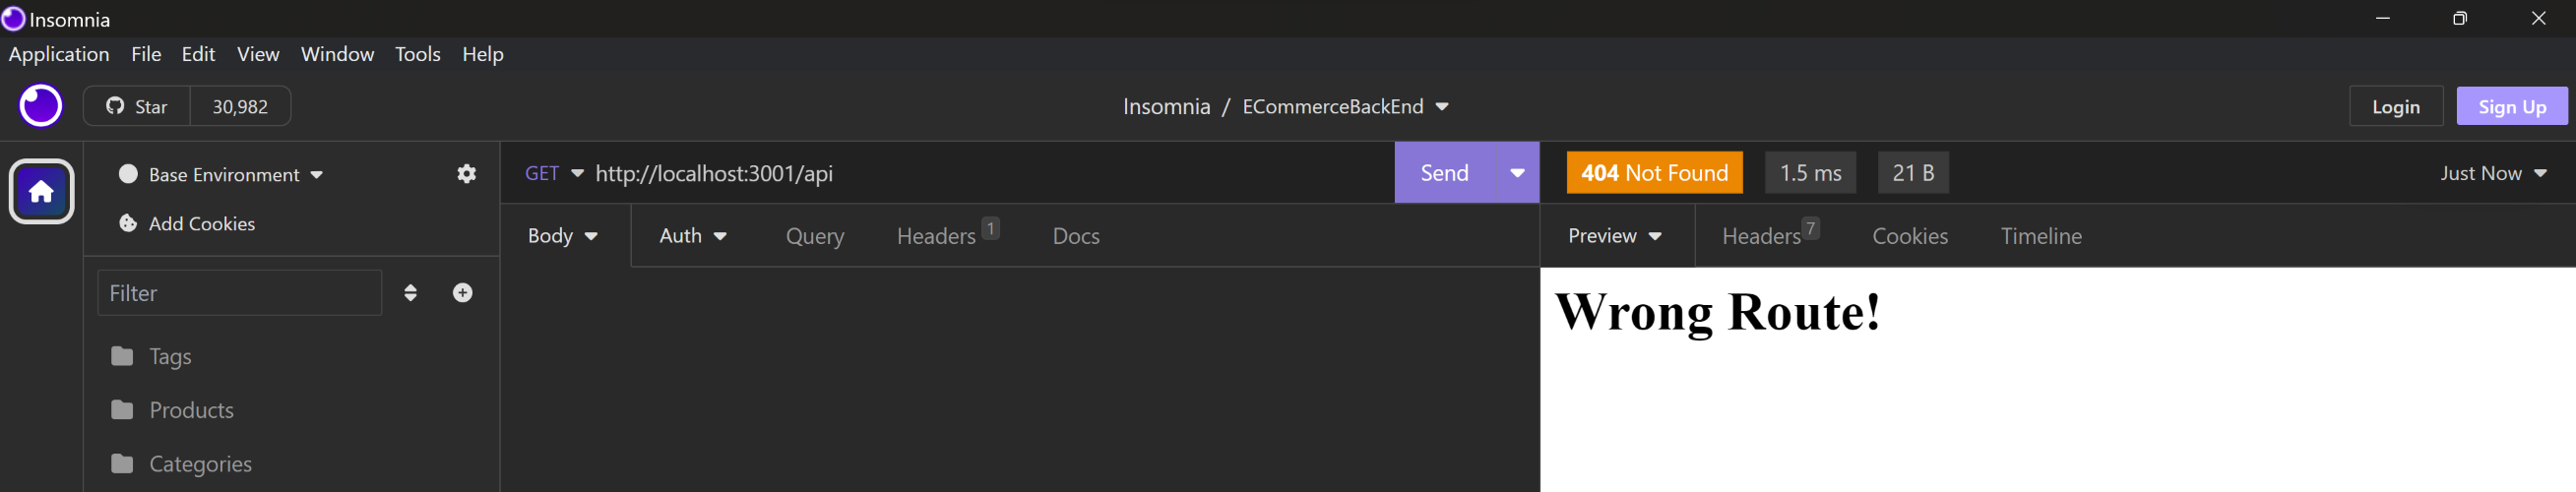 Insomnia
Application File Edit View Window Tools Help
Star 30,982
Insomnia / ECommerceBackEnd
Login Sign Up
Base Environment
Add Cookies
Filter
Tags
Products
Categories
GET http://localhost:3001/api
Send
Body Auth Query Headers 1 Docs
404 Not Found 1.5 ms 21 B
Just Now
Preview Headers 7 Cookies Timeline
Wrong Route!